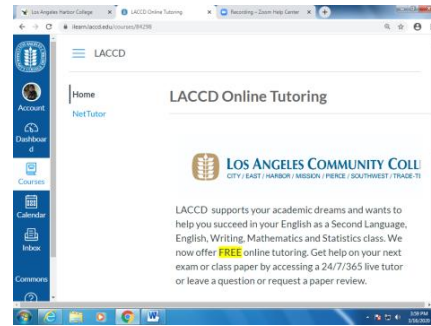 Los Angeles Harbor College
LACCD Online Tutoring
Recording – Zoom Help Center
ilearn.laccd.edu/courses/84298
LACCD
Account
Dashboar
d
Courses
Calendar
Inbox
Commons
Home
NetTutor
LACCD Online Tutoring
LOS ANGELES COMMUNITY COLL
CITY / EAST / HARBOR / MISSION / PIERCE / SOUTHWEST / TRADE-TE
LACCD supports your academic dreams and wants to
help you succeed in your English as a Second Language,
English, Writing, Mathematics and Statistics class. We
now offer FREE online tutoring. Get help on your next
exam or class paper by accessing a 24/7/365 live tutor
or leave a question or request a paper review.
3:59 PM